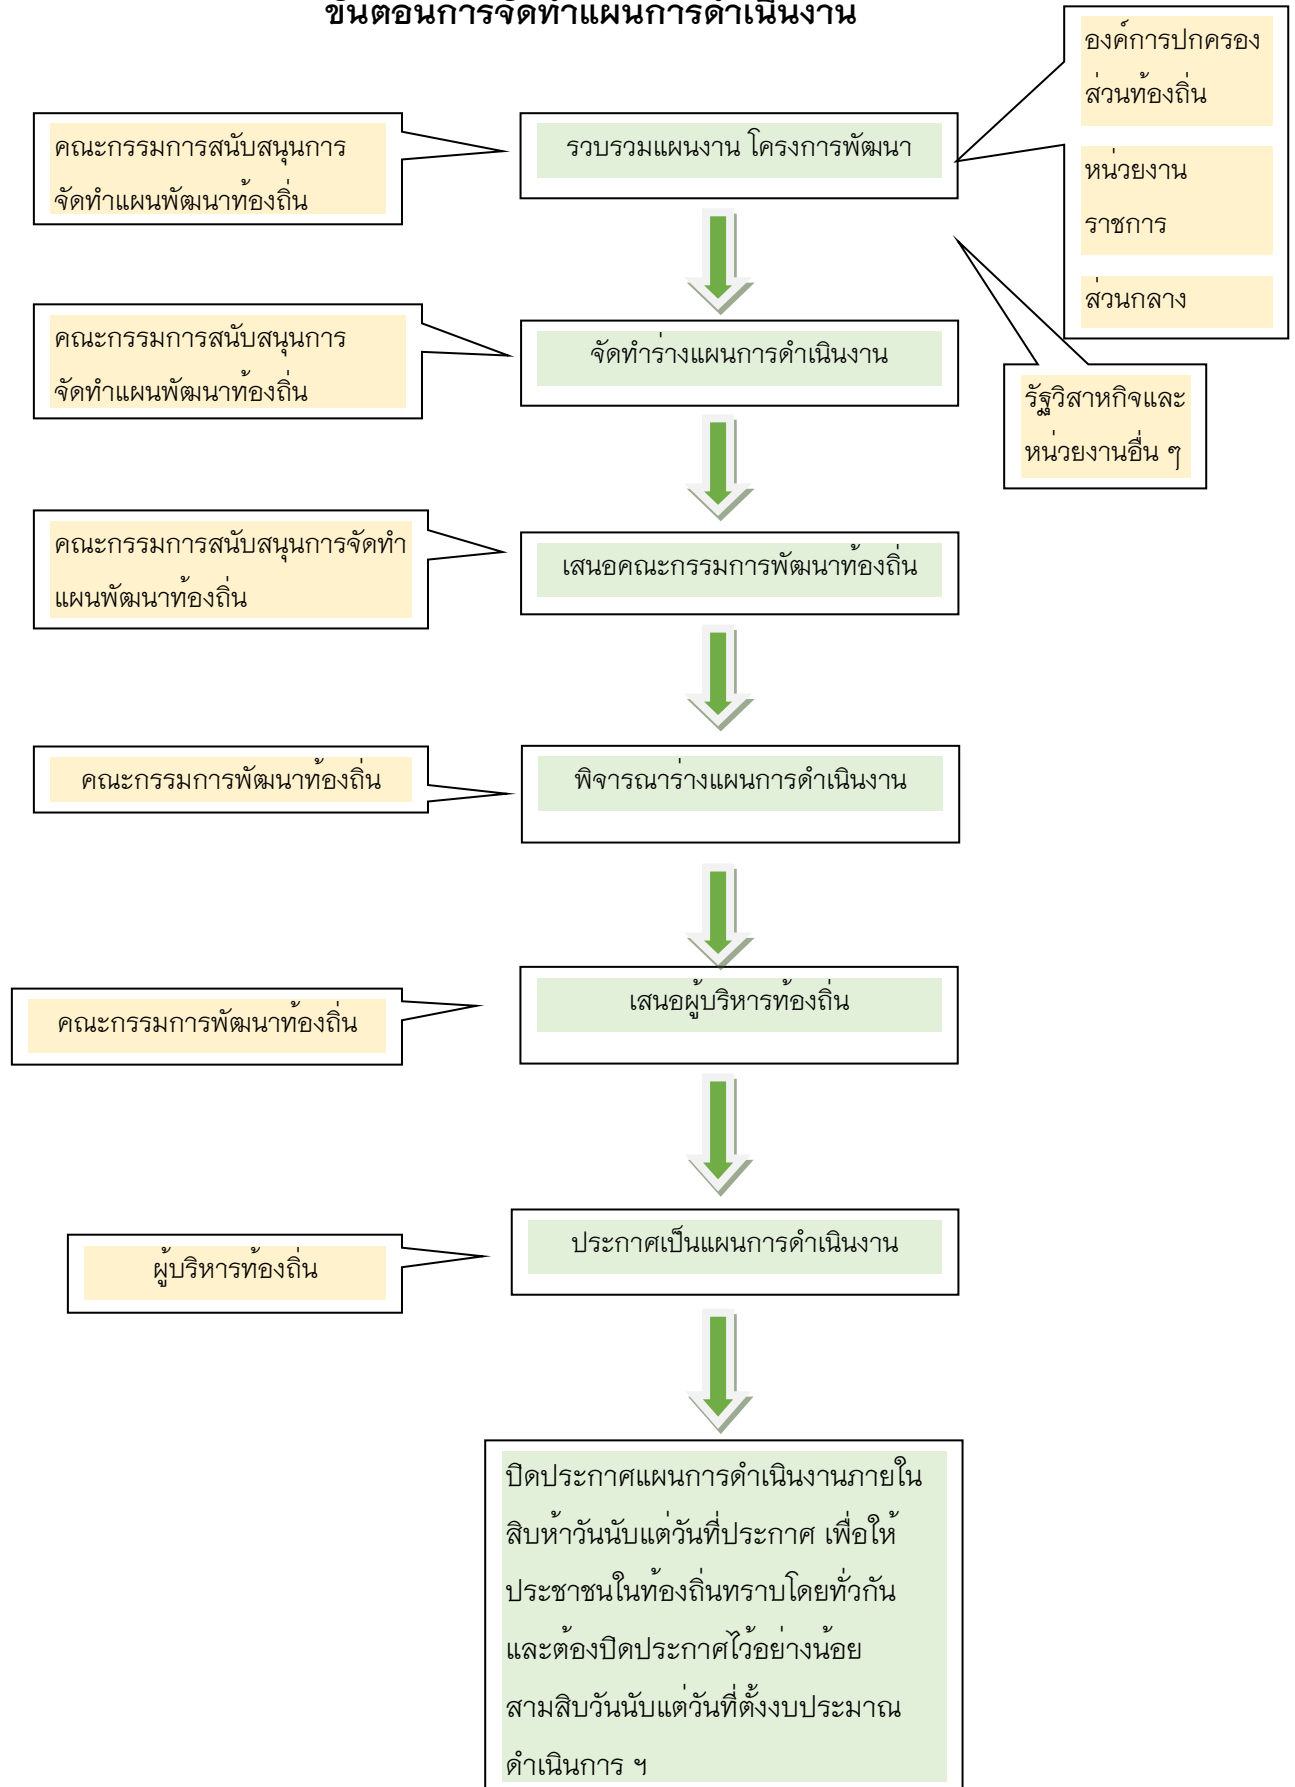 ขั้นตอนการจัดทำแผนการดำเนินงาน
องค์การปกครอง
ส่วนท้องถิ่น
หน่วยงาน
ราชการ
ส่วนกลาง
คณะกรรมการสนับสนุนการ
จัดทำแผนพัฒนาท้องถิ่น
รวบรวมแผนงาน โครงการพัฒนา
คณะกรรมการสนับสนุนการ
จัดทำแผนพัฒนาท้องถิ่น
จัดทำร่างแผนการดำเนินงาน
รัฐวิสาหกิจและ
หน่วยงานอื่น ๆ
คณะกรรมการสนับสนุนการจัดทำ
แผนพัฒนาท้องถิ่น
เสนอคณะกรรมการพัฒนาท้องถิ่น
คณะกรรมการพัฒนาท้องถิ่น
พิจารณาร่างแผนการดำเนินงาน
คณะกรรมการพัฒนาท้องถิ่น
เสนอผู้บริหารท้องถิ่น
ผู้บริหารท้องถิ่น
ประกาศเป็นแผนการดำเนินงาน
ปิดประกาศแผนการดำเนินงานภายใน
สิบห้าวันนับแต่วันที่ประกาศ เพื่อให้
ประชาชนในท้องถิ่นทราบโดยทั่วกัน
และต้องปิดประกาศไว้อย่างน้อย
สามสิบวันนับแต่วันที่ตั้งงบประมาณ
ดำเนินการ ฯ